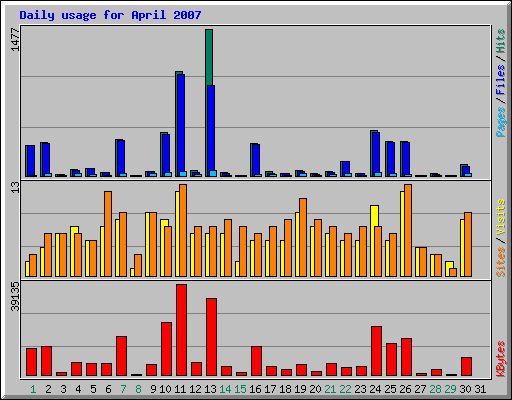 Daily usage for April 2007
1477
Pages / Files / Hits
13
Sites / Visits
39135
KBytes
1 2 3 4 5 6 7 8 9 10 11 12 13 14 15 16 17 18 19 20 21 22 23 24 25 26 27 28 29 30 31